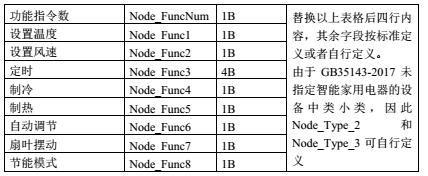 功能指令数 Node_FuncNum 1B
设置温度 Node_Func1 1B
设置风速 Node_Func2 1B
定时 Node_Func3 4B
制冷 Node_Func4 1B
制热 Node_Func5 1B
自动调节 Node_Func6 1B
扇叶摆动 Node_Func7 1B
节能模式 Node_Func8 1B
替换以上表格后四行内
容，其余字段按标准定
义或者自行定义。
由于 GB35143-2017 未
指定智能家用电器的设
备中类小类，因此
Node_Type_2 和
Node_Type_3 可自行定
义